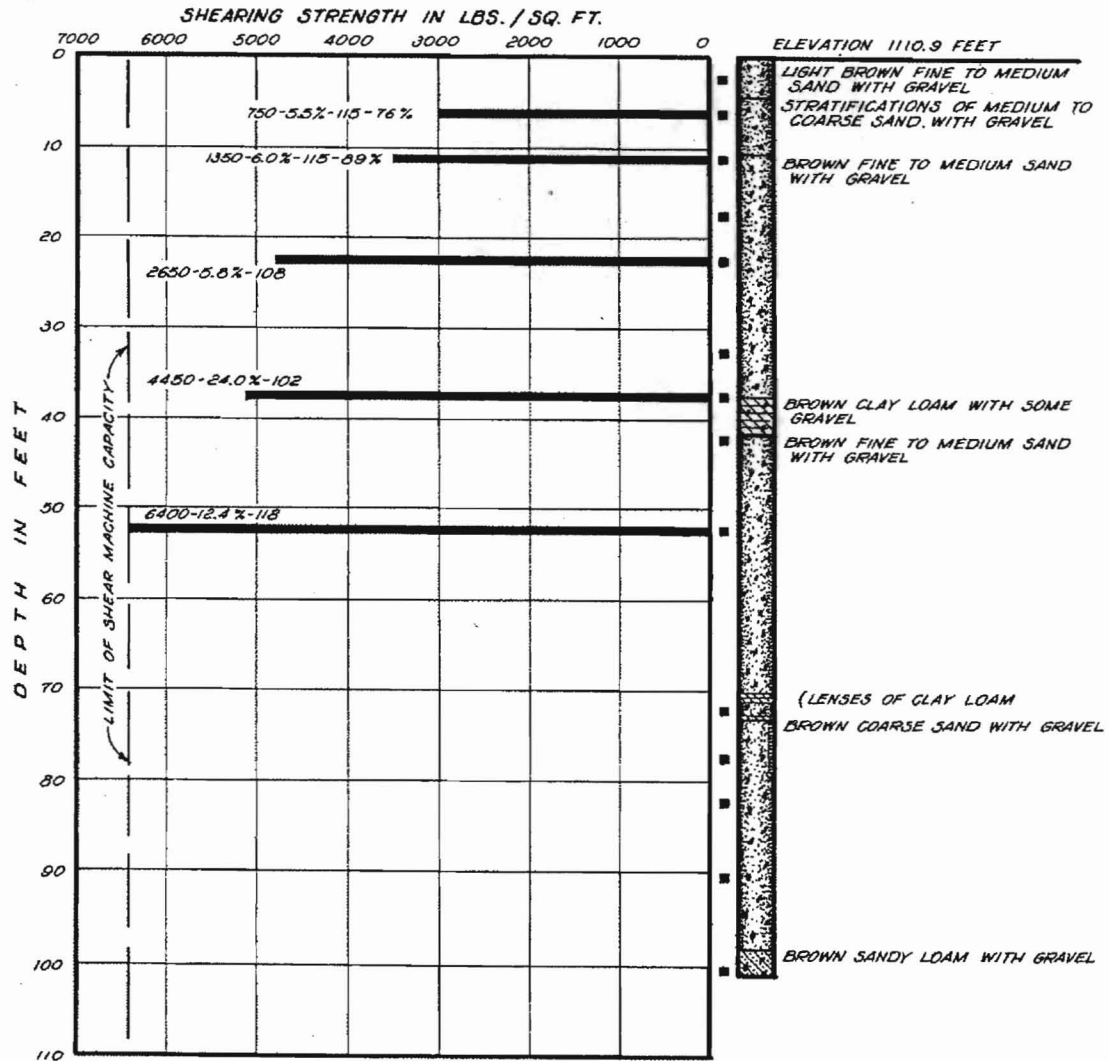 SHEARING STRENGTH IN LBS./SQ. FT.
7000 6000 5000 4000 3000 2000 1000 0
ELEVATION 1110.9 FEET
0
LIGHT BROWN FINE TO MEDIUM
SAND WITH GRAVEL
750-5.5%-115-76%
STRATIFICATIONS OF MEDIUM TO
COARSE SAND, WITH GRAVEL
10
1350-6.0%-115-89%
BROWN FINE TO MEDIUM SAND
WITH GRAVEL
20
2650-5.8%-108
30
4450-24.0%-102
40
BROWN CLAY LOAM WITH SOME
GRAVEL
BROWN FINE TO MEDIUM SAND
WITH GRAVEL
50
6400-12.4%-118
60
70
(LENSES OF CLAY LOAM
BROWN COARSE SAND WITH GRAVEL
80
90
100
BROWN SANDY LOAM WITH GRAVEL
110
DEPTH IN FEET
LIMIT OF SHEAR MACHINE CAPACITY